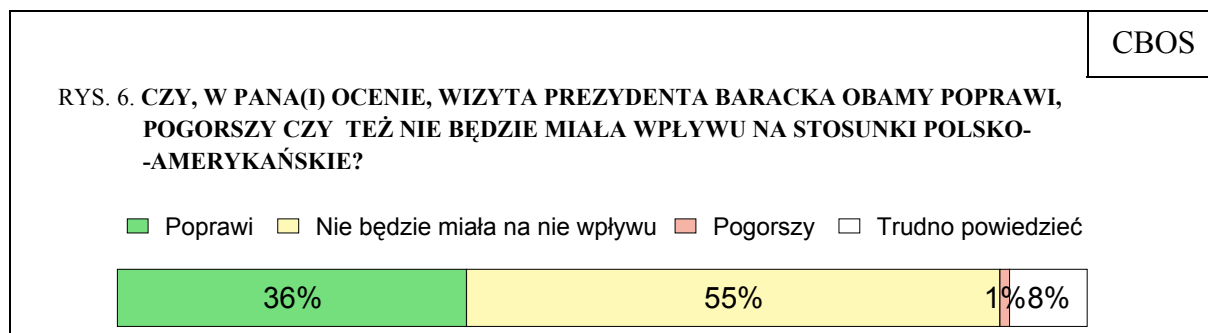 CBOS
RYS. 6. CZY, W PANA(I) OCENIE, WIZYTA PREZYDENTA BARACKA OBAMY POPRAWI,
POGORSZY CZY TEŻ NIE BĘDZIE MIAŁA WPŁYWU NA STOSUNKI POLSKO-
-AMERYKAŃSKIE?
Poprawi Nie będzie miała na nie wpływu Pogorszy Trudno powiedzieć
36% 55% 1% 8%